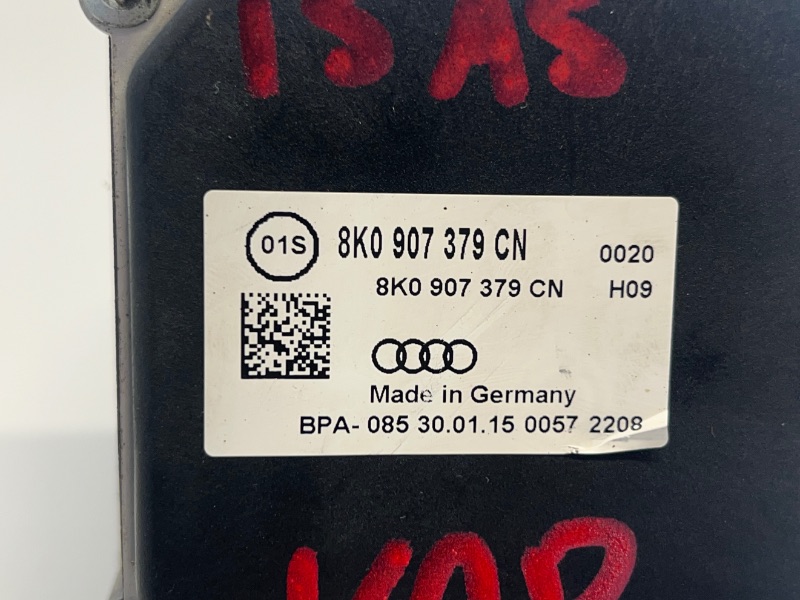 15 A5
01S 8K0 907 379 CN 0020
8K0 907 379 CN H09
Made in Germany
BPA- 085 30.01.15 0057 2208